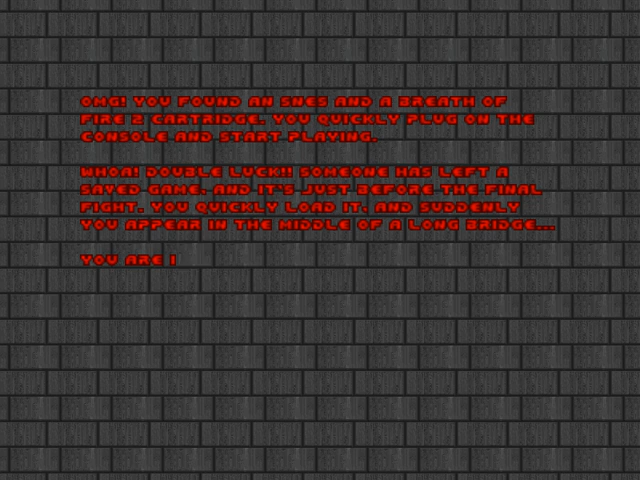 OMG! YOU FOUND AN SNES AND A BREATH OF
FIRE 2 CARTRIDGE. YOU QUICKLY PLUG ON THE
CONSOLE AND START PLAYING.
WHOA! DOUBLE LUCK!! SOMEONE HAS LEFT A
SAVED GAME, AND IT'S JUST BEFORE THE FINAL
FIGHT. YOU QUICKLY LOAD IT, AND SUDDENLY
YOU APPEAR IN THE MIDDLE OF A LONG BRIDGE...
YOU ARE I